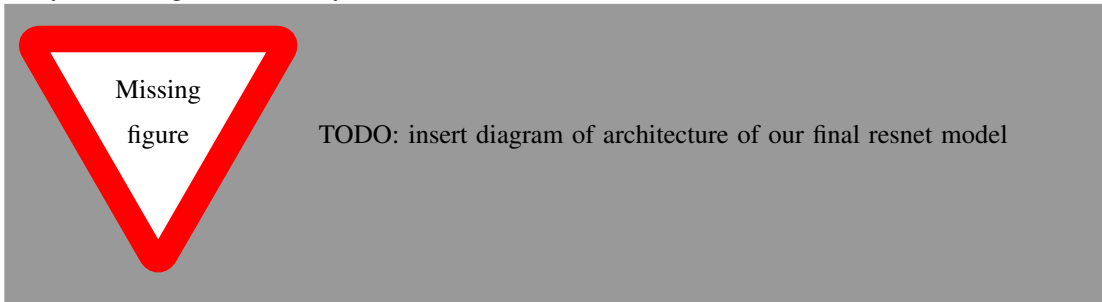 Missing
figure
TODO: insert diagram of architecture of our final resnet model